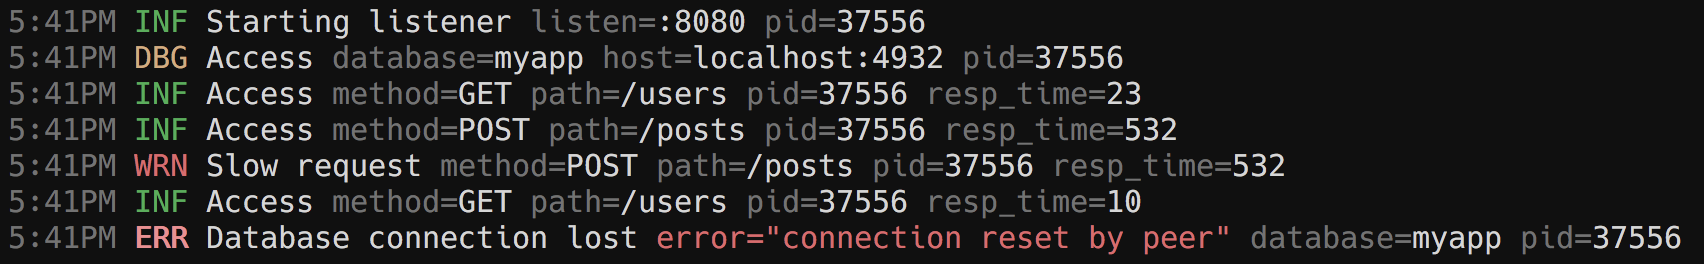 5:41PM INF Starting listener listen=:8080 pid=37556
5:41PM DBG Access database=myapp host=localhost:4932 pid=37556
5:41PM INF Access method=GET path=/users pid=37556 resp_time=23
5:41PM INF Access method=POST path=/posts pid=37556 resp_time=532
5:41PM WRN Slow request method=POST path=/posts pid=37556 resp_time=532
5:41PM INF Access method=GET path=/users pid=37556 resp_time=10
5:41PM ERR Database connection lost error="connection reset by peer" database=myapp pid=37556